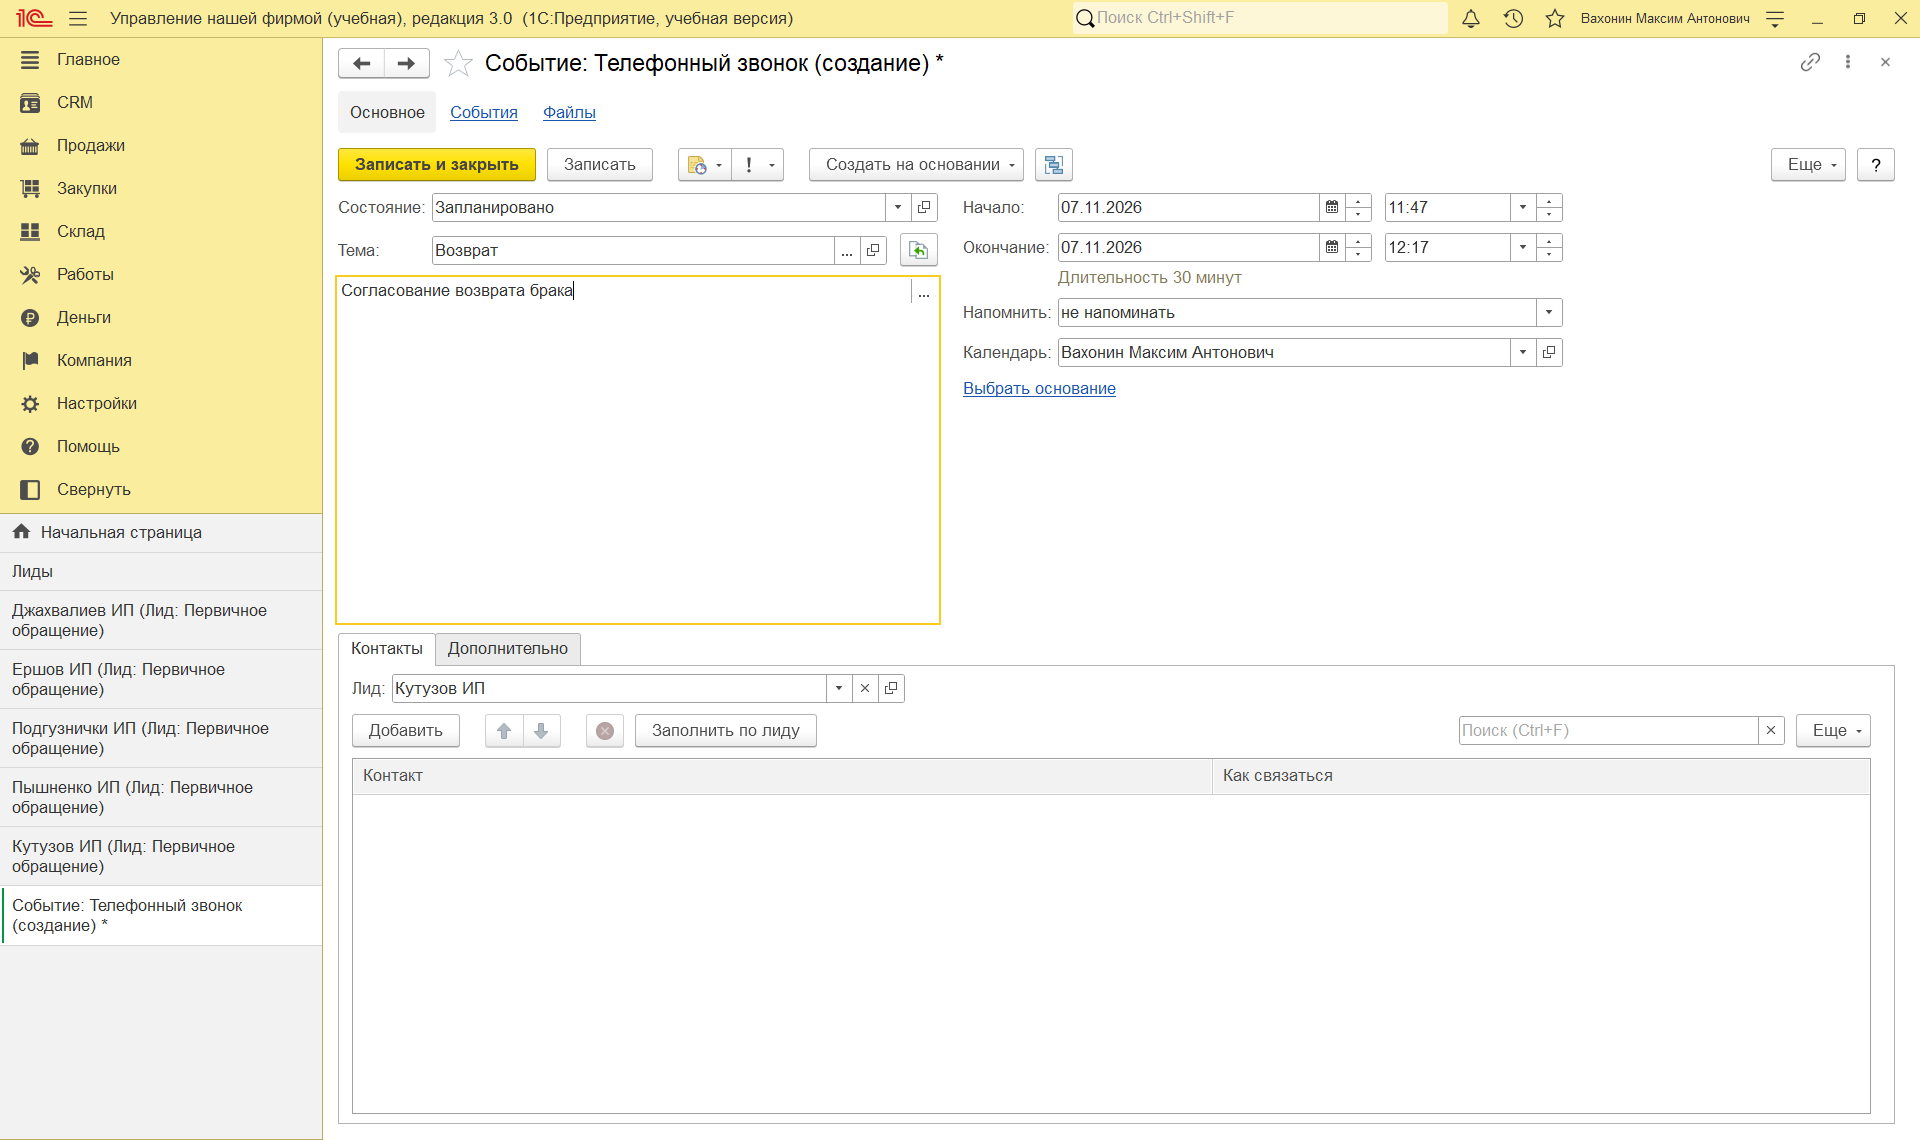 Управление нашей фирмой (учебная), редакция 3.0 (1С:Предприятие, учебная версия)
Поиск Ctrl+Shift+F
Вахонин Максим Антонович
Главное
CRM
Продажи
Закупки
Склад
Работы
Деньги
Компания
Настройки
Помощь
Свернуть
Начальная страница
Лиды
Джахвалиев ИП (Лид: Первичное
обращение)
Ершов ИП (Лид: Первичное
обращение)
Подгузнички ИП (Лид: Первичное
обращение)
Пышненко ИП (Лид: Первичное
обращение)
Кутузов ИП (Лид: Первичное
обращение)
Событие: Телефонный звонок
(создание) *
Событие: Телефонный звонок (создание) *
Основное События Файлы
Записать и закрыть Записать ! Создать на основании Еще ?
Состояние: Запланировано
Тема: Возврат ...
Согласование возврата брака ...
Начало: 07.11.2026 11:47
Окончание: 07.11.2026 12:17
Длительность 30 минут
Напомнить: не напоминать
Календарь: Вахонин Максим Антонович
Выбрать основание
Контакты Дополнительно
Лид: Кутузов ИП
Добавить Заполнить по лиду Поиск (Ctrl+F) Еще
Контакт Как связаться